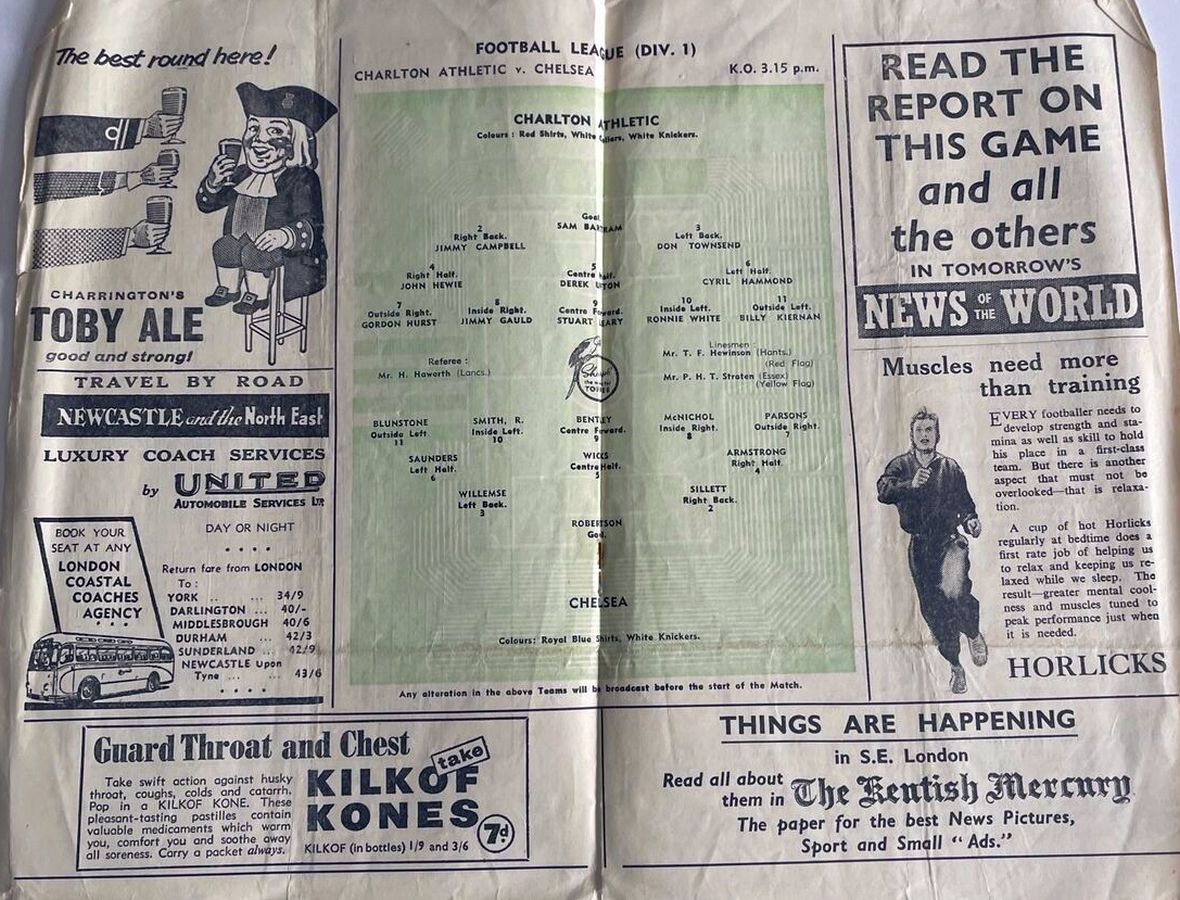 The best round here!
CHARRINGTON'S
TOBY ALE
good and strong!
TRAVEL BY ROAD
NEWCASTLE and the North East
LUXURY COACH SERVICES
by UNITED
AUTOMOBILE SERVICES LTD
DAY OR NIGHT
BOOK YOUR
SEAT AT ANY
LONDON
COASTAL
COACHES
AGENCY
Return fare from LONDON
To :
YORK .. ... 34/9
DARLINGTON ... 40/-
MIDDLESBROUGH 40/6
DURHAM ... 42/3
SUNDERLAND ... 42/9
NEWCASTLE upon
Tyne ... ... 43/6
FOOTBALL LEAGUE (DIV. 1)
CHARLTON ATHLETIC v. CHELSEA K.O. 3.15 p.m.
CHARLTON ATHLETIC
Colours : Red Shirts, White Collars, White Knickers.
Goal.
SAM BARTRAM
2 3
Right Back. Left Back.
JIMMY CAMPBELL DON TOWNSEND
4 5 6
Right Half. Centre Half. Left Half.
JOHN HEWIE DEREK UFTON CYRIL HAMMOND
7 8 9 10 11
Outside Right. Inside Right. Centre Forward. Inside Left. Outside Left.
GORDON HURST JIMMY GAULD STUART LEARY RONNIE WHITE BILLY KIERNAN
Referee :
Mr. H. Haworth (Lancs.)
Linesmen :
Mr. T. F. Hewinson (Hants.)
(Red Flag)
Mr. P. H. T. Straten (Essex)
(Yellow Flag)
Sharps
the word for
TOFFEE
BLUNSTONE SMITH, R. BENTLEY McNICHOL PARSONS
Outside Left. Inside Left. Centre Forward. Inside Right. Outside Right.
11 10 9 8 7
SAUNDERS WICKS ARMSTRONG
Left Half. Centre Half. Right Half.
6 5 4
WILLEMSE SILLETT
Left Back. Right Back.
3 2
ROBERTSON
Goal.
CHELSEA
Colours: Royal Blue Shirts, White Knickers.
Any alteration in the above Teams will be broadcast before the start of the Match.
READ THE
REPORT ON
THIS GAME
and all
the others
IN TOMORROW'S
NEWS OF THE WORLD
Muscles need more
than training
EVERY footballer needs to
develop strength and sta-
mina as well as skill to hold
his place in a first-class
team. But there is another
aspect that must not be
overlooked—that is relaxa-
tion.
A cup of hot Horlicks
regularly at bedtime does a
first rate job of helping us
to relax and keeping us re-
laxed while we sleep. The
result—greater mental cool-
ness and muscles tuned to
peak performance just when
it is needed.
HORLICKS
Guard Throat and Chest
Take swift action against husky
throat, coughs, colds and catarrh.
Pop in a KILKOF KONE. These
pleasant-tasting pastilles contain
valuable medicaments which warm
you, comfort you and soothe away
all soreness. Carry a packet always.
take
KILKOF
KONES
7d
KILKOF (in bottles) 1/9 and 3/6
THINGS ARE HAPPENING
in S.E. London
Read all about
them in The Kentish Mercury
The paper for the best News Pictures,
Sport and Small "Ads."